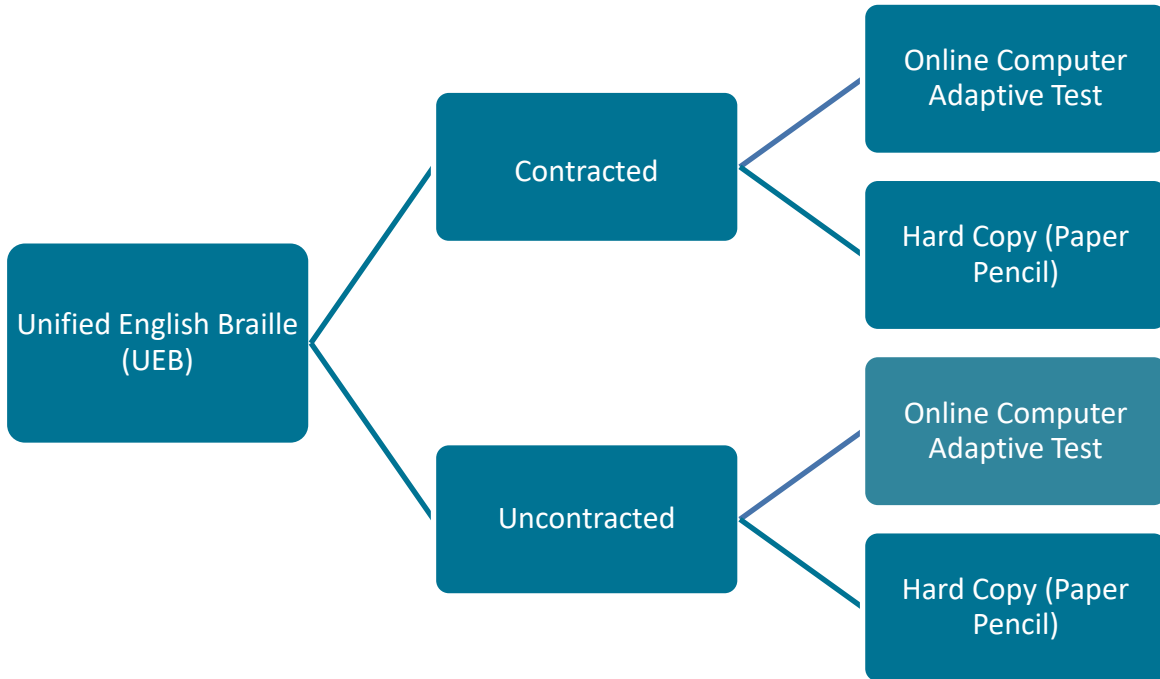 Unified English Braille
(UEB)
Contracted
Online Computer
Adaptive Test
Hard Copy (Paper
Pencil)
Uncontracted
Online Computer
Adaptive Test
Hard Copy (Paper
Pencil)